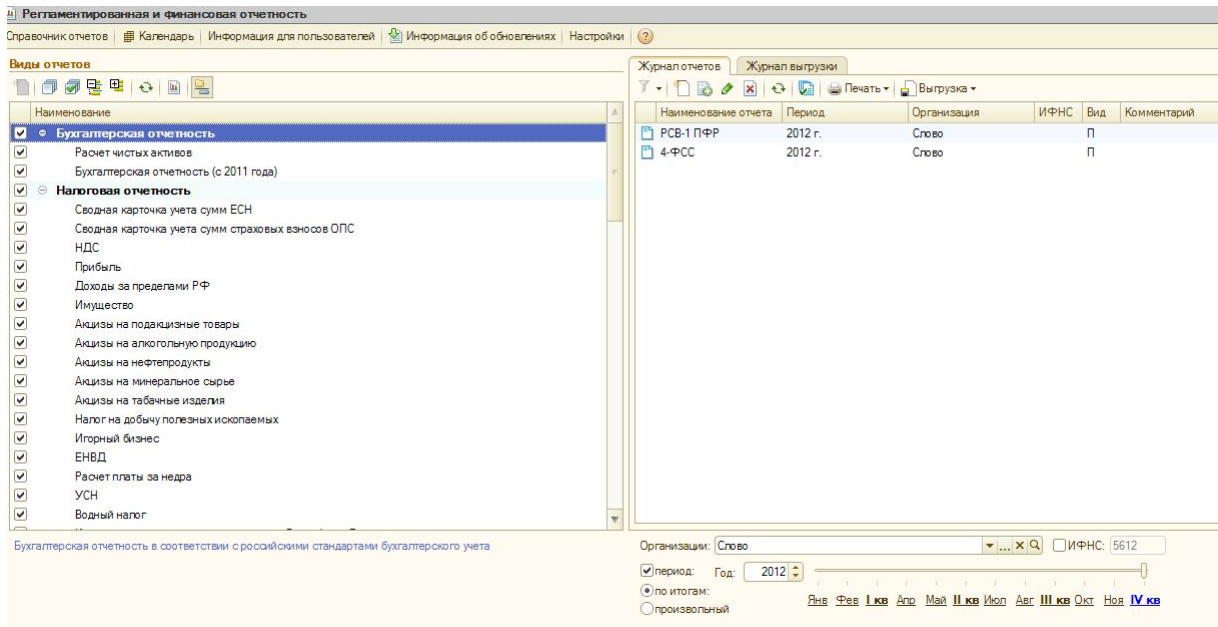 Регламентированная и финансовая отчетность
Справочник отчетов Календарь Информация для пользователей Информация об обновлениях Настройки
Виды отчетов
Наименование
Бухгалтерская отчетность
Расчет чистых активов
Бухгалтерская отчетность (с 2011 года)
Налоговая отчетность
Сводная карточка учета сумм ЕСН
Сводная карточка учета сумм страховых взносов ОПС
НДС
Прибыль
Доходы за пределами РФ
Имущество
Акцизы на подакцизные товары
Акцизы на алкогольную продукцию
Акцизы на нефтепродукты
Акцизы на минеральное сырье
Акцизы на табачные изделия
Налог на добычу полезных ископаемых
Игорный бизнес
ЕНВД
Расчет платы за недра
УСН
Водный налог
Бухгалтерская отчетность в соответствии с российскими стандартами бухгалтерского учета
Журнал отчетов Журнал выгрузки
Печать Выгрузка
Наименование отчета Период Организация ИФНС Вид Комментарий
РСВ-1 ПФР 2012 г. Слово П
4-ФСС 2012 г. Слово П
Организации: Слово ... ИФНС: 5612
период: Год: 2012
по итогам:
произвольный
Янв Фев I кв Апр Май II кв Июл Авг III кв Окт Ноя IV кв